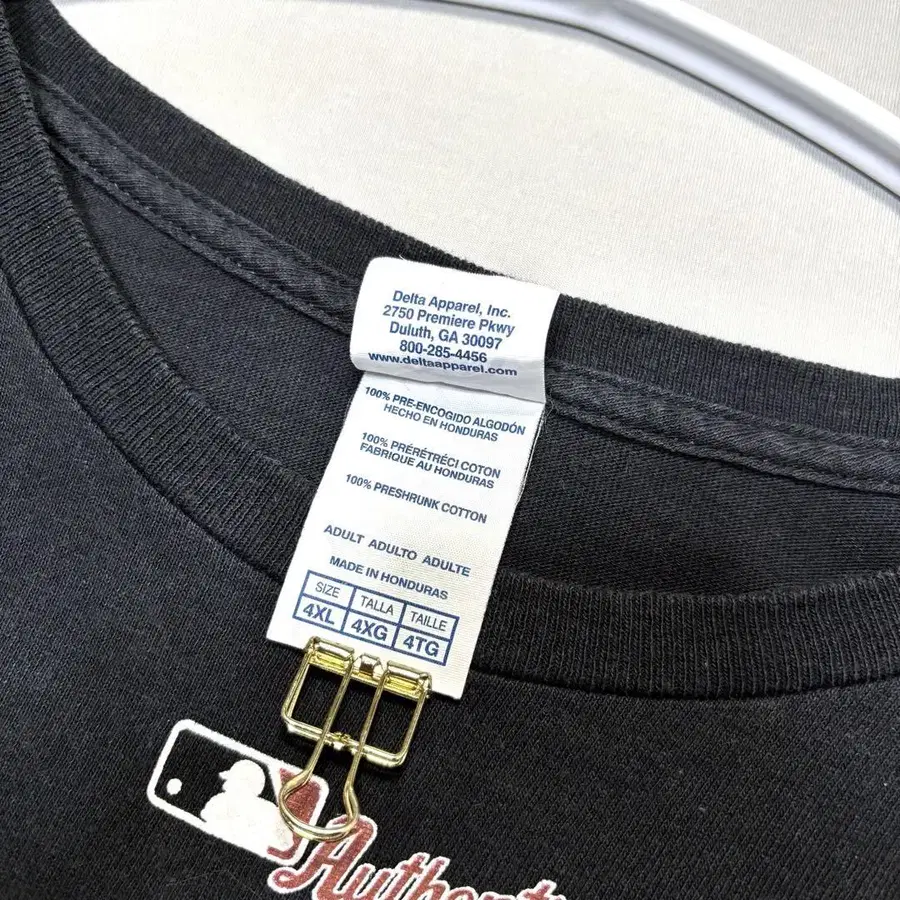 Delta Apparel, Inc.
2750 Premiere Pkwy
Duluth, GA 30097
800-285-4456
www.deltaapparel.com
100% PRE-ENCOGIDO ALGODÓN
HECHO EN HONDURAS
100% PRÉRÉTRÉCI COTON
FABRIQUE AU HONDURAS
100% PRESHRUNK COTTON
ADULT ADULTO ADULTE
MADE IN HONDURAS
SIZE TALLA TAILLE
4XL 4XG 4TG